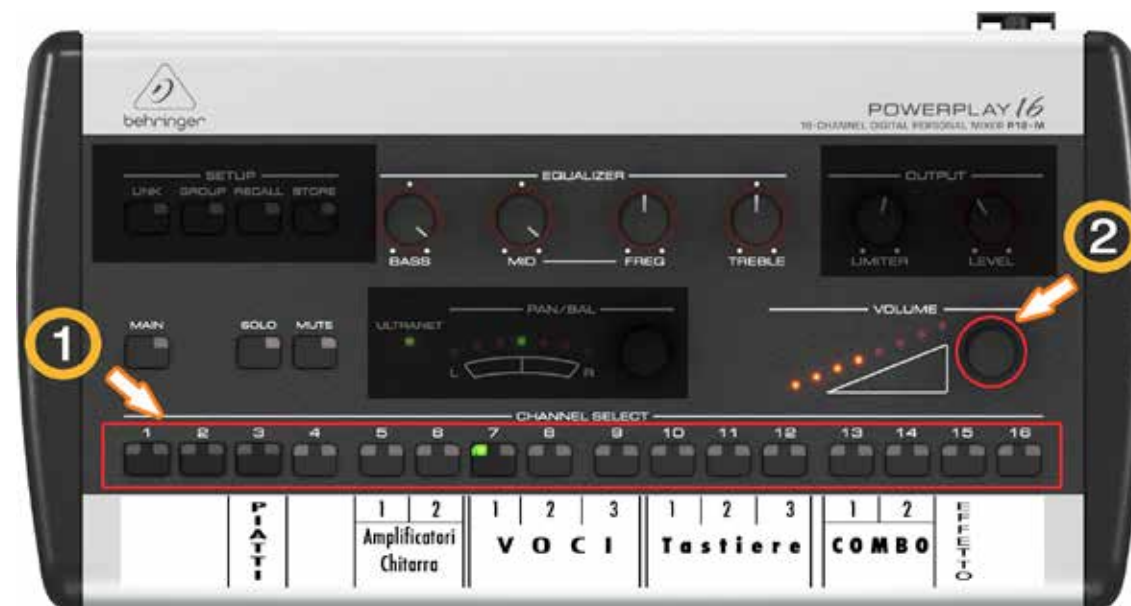 behringer
POWERPLAY 16
16-CHANNEL DIGITAL PERSONAL MIXER P16-M
SETUP
EQUALIZER
OUTPUT
LINK GROUP RECALL STORE
BASS MID FREQ TREBLE
LIMITER LEVEL
2
1
MAIN SOLO MUTE
ULTRANET
PAN/BAL
VOLUME
L R
CHANNEL SELECT
1 2 3 4 5 6 7 8 9 10 11 12 13 14 15 16
PIATTI
1 2
Amplificatori
Chitarra
1 2 3
VOCI
1 2 3
Tastiere
1 2
COMBO
EFFETTO